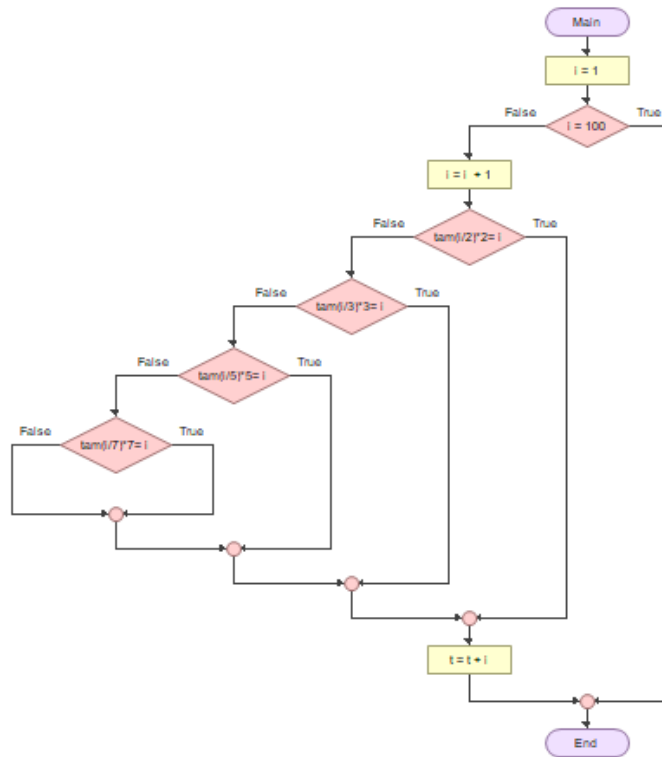 Main
i = 1
False
True
i = 100
i = i + 1
False
True
tam(i/2)*2= i
False
True
tam(i/3)*3= i
False
True
tam(i/5)*5= i
False
True
tam(i/7)*7= i
t = t + i
End